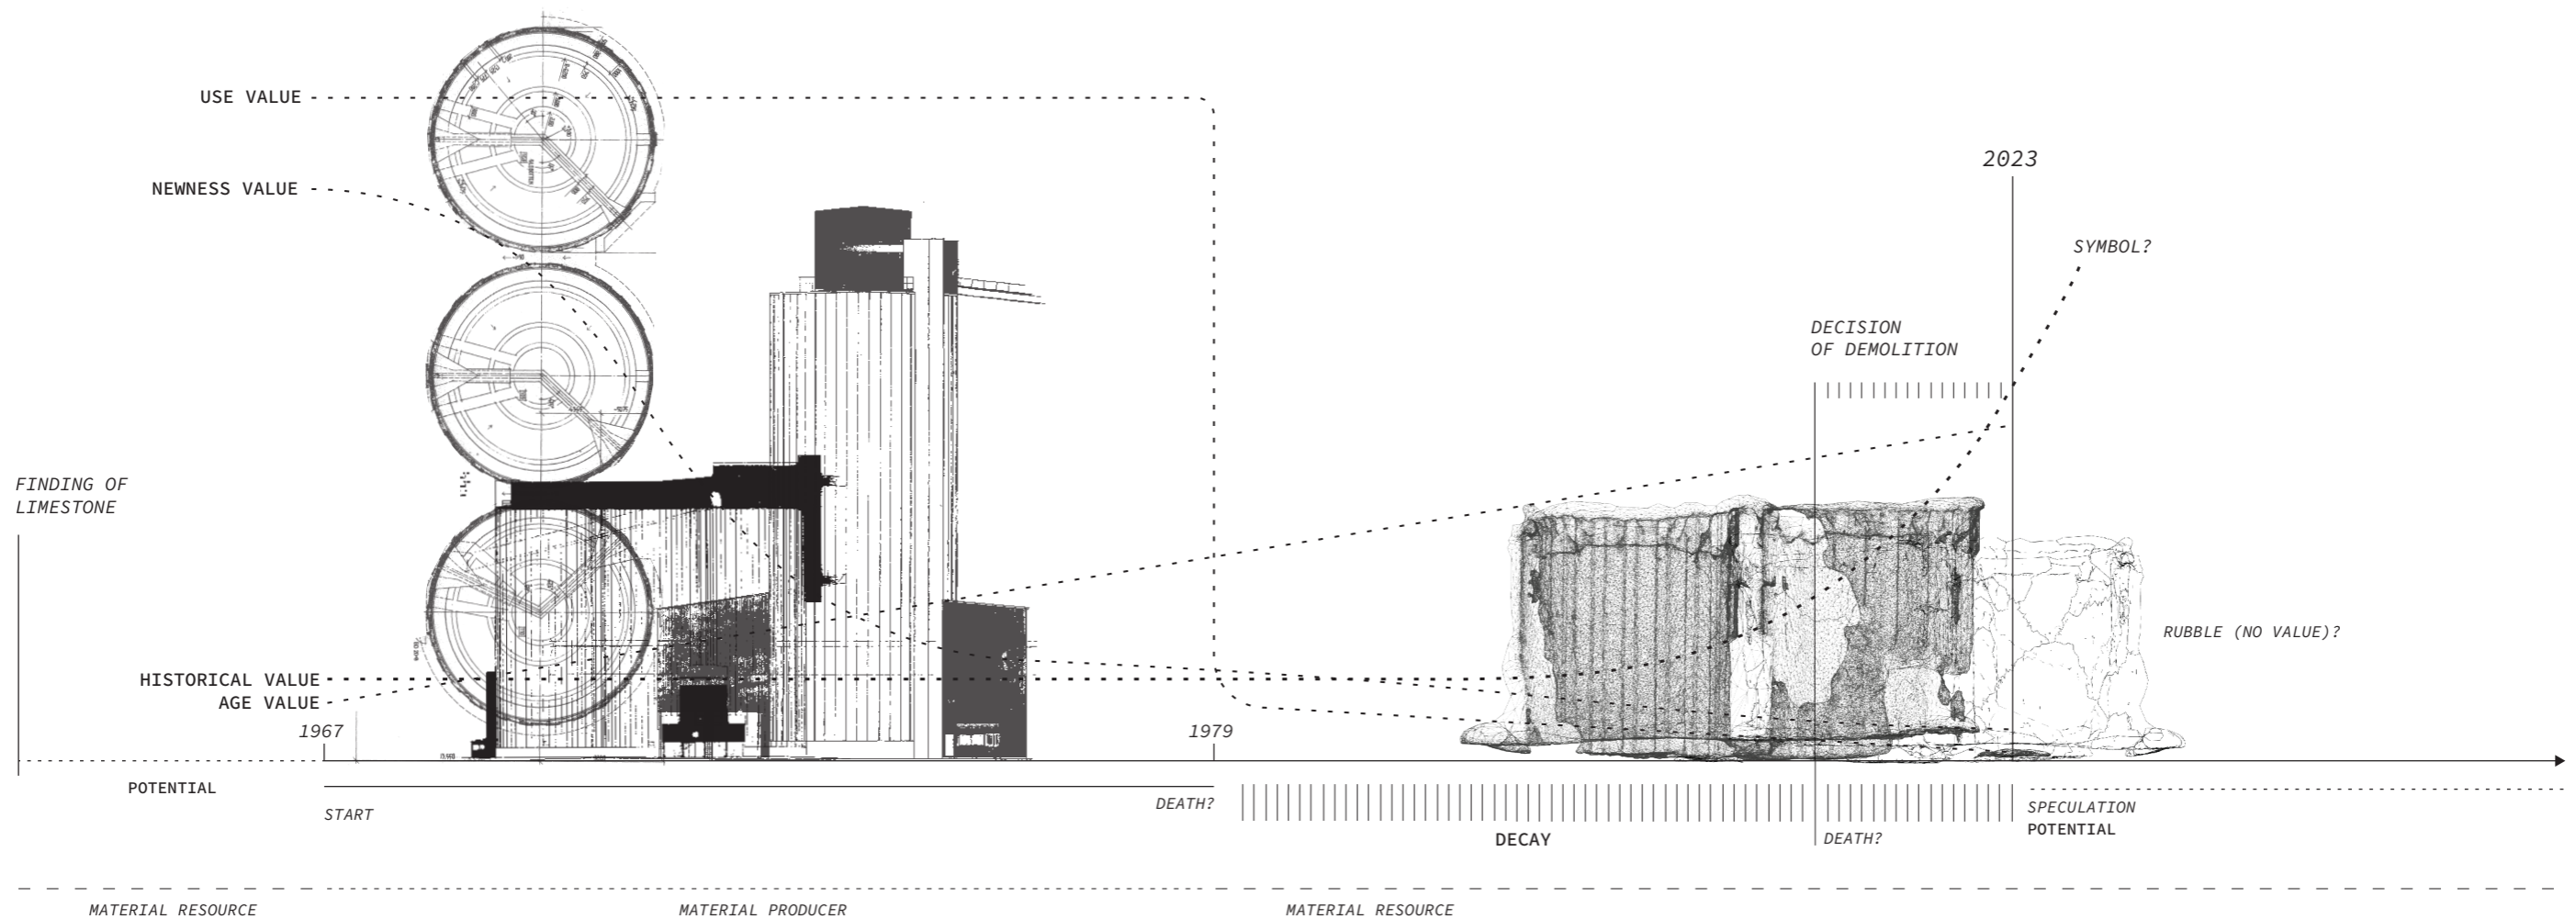 USE VALUE
NEWNESS VALUE
2023
SYMBOL?
DECISION
OF DEMOLITION
FINDING OF
LIMESTONE
RUBBLE (NO VALUE)?
HISTORICAL VALUE
AGE VALUE
1967
1979
POTENTIAL
START
DEATH?
DECAY
DEATH?
SPECULATION
POTENTIAL
MATERIAL RESOURCE
MATERIAL PRODUCER
MATERIAL RESOURCE